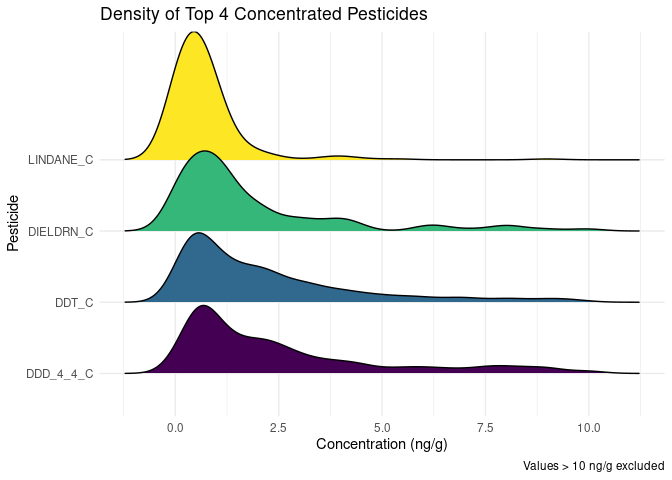 Density of Top 4 Concentrated Pesticides
Pesticide
LINDANE_C
DIELDRN_C
DDT_C
DDD_4_4_C
0.0 2.5 5.0 7.5 10.0
Concentration (ng/g)
Values > 10 ng/g excluded